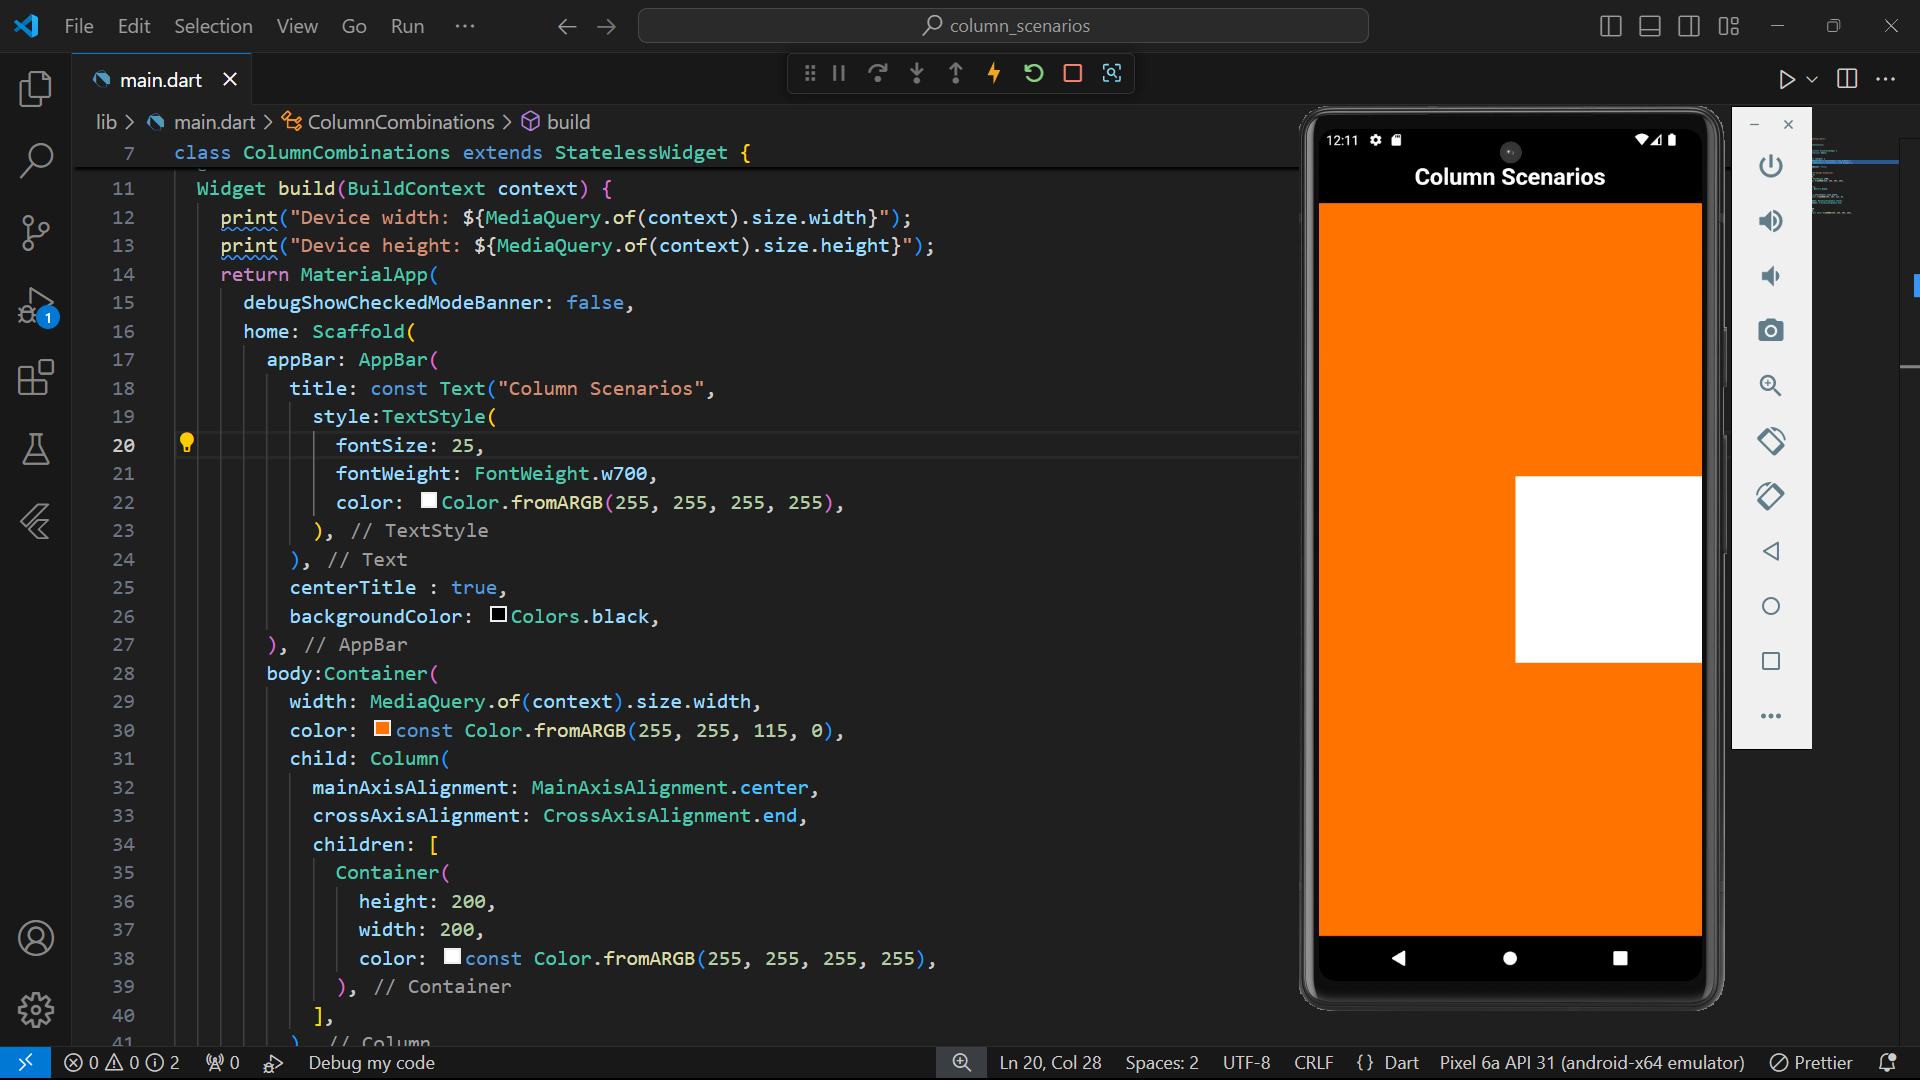 File Edit Selection View Go Run ··· column_scenarios
main.dart
lib > main.dart > ColumnCombinations > build
7 class ColumnCombinations extends StatelessWidget {
11 Widget build(BuildContext context) {
12 print("Device width: ${MediaQuery.of(context).size.width}");
13 print("Device height: ${MediaQuery.of(context).size.height}");
14 return MaterialApp(
15 debugShowCheckedModeBanner: false,
16 home: Scaffold(
17 appBar: AppBar(
18 title: const Text("Column Scenarios",
19 style:TextStyle(
20 fontSize: 25,
21 fontWeight: FontWeight.w700,
22 color: Color.fromARGB(255, 255, 255, 255),
23 ), // TextStyle
24 ), // Text
25 centerTitle : true,
26 backgroundColor: Colors.black,
27 ), // AppBar
28 body:Container(
29 width: MediaQuery.of(context).size.width,
30 color: const Color.fromARGB(255, 255, 115, 0),
31 child: Column(
32 mainAxisAlignment: MainAxisAlignment.center,
33 crossAxisAlignment: CrossAxisAlignment.end,
34 children: [
35 Container(
36 height: 200,
37 width: 200,
38 color: const Color.fromARGB(255, 255, 255, 255),
39 ), // Container
40 ],
41 ) // Column
12:11
Column Scenarios
1
0 0 2 0 Debug my code Ln 20, Col 28 Spaces: 2 UTF-8 CRLF {} Dart Pixel 6a API 31 (android-x64 emulator) Prettier